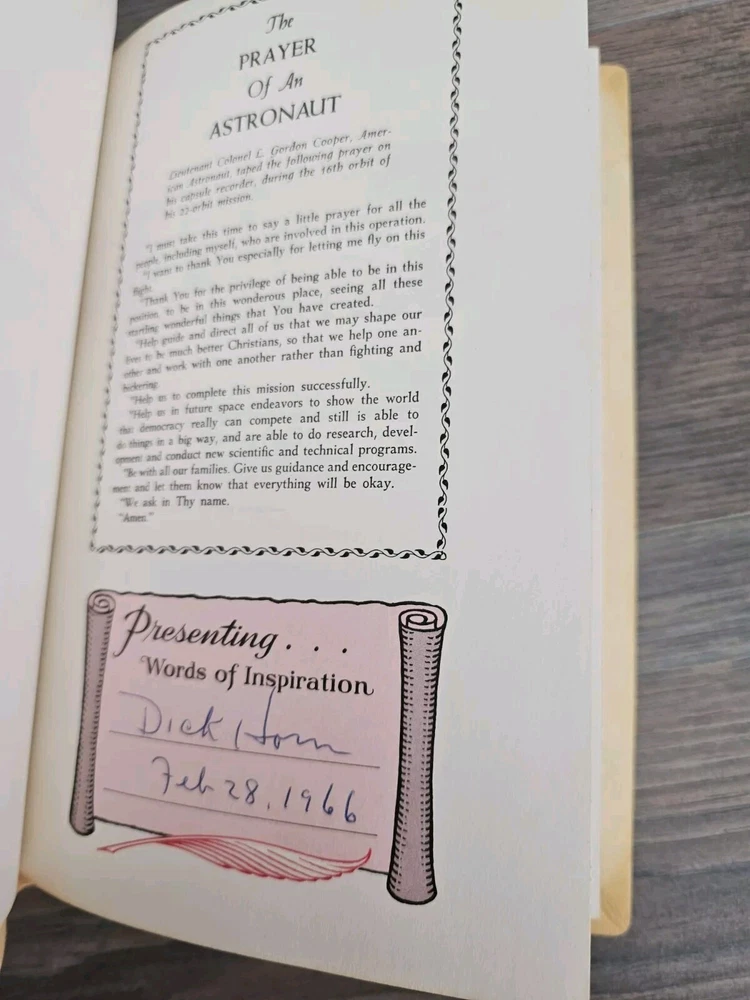 The
PRAYER
Of An
ASTRONAUT
Lieutenant Colonel L. Gordon Cooper, Amer-
ican Astronaut, taped the following prayer on
his capsule recorder, during the 16th orbit of
his 22-orbit mission.
"I must take this time to say a little prayer for all the
people, including myself, who are involved in this operation.
"I want to thank You especially for letting me fly on this
flight.
"Thank You for the privilege of being able to be in this
position, to be in this wonderous place, seeing all these
startling wonderful things that You have created.
"Help guide and direct all of us that we may shape our
lives to be much better Christians, so that we help one an-
other and work with one another rather than fighting and
bickering.
"Help us to complete this mission successfully.
"Help us in future space endeavors to show the world
that democracy really can compete and still is able to
do things in a big way, and are able to do research, devel-
opment and conduct new scientific and technical programs.
"Be with all our families. Give us guidance and encourage-
ment and let them know that everything will be okay.
"We ask in Thy name.
"Amen."
Presenting . . .
Words of Inspiration
Dick Horn
Feb 28, 1966